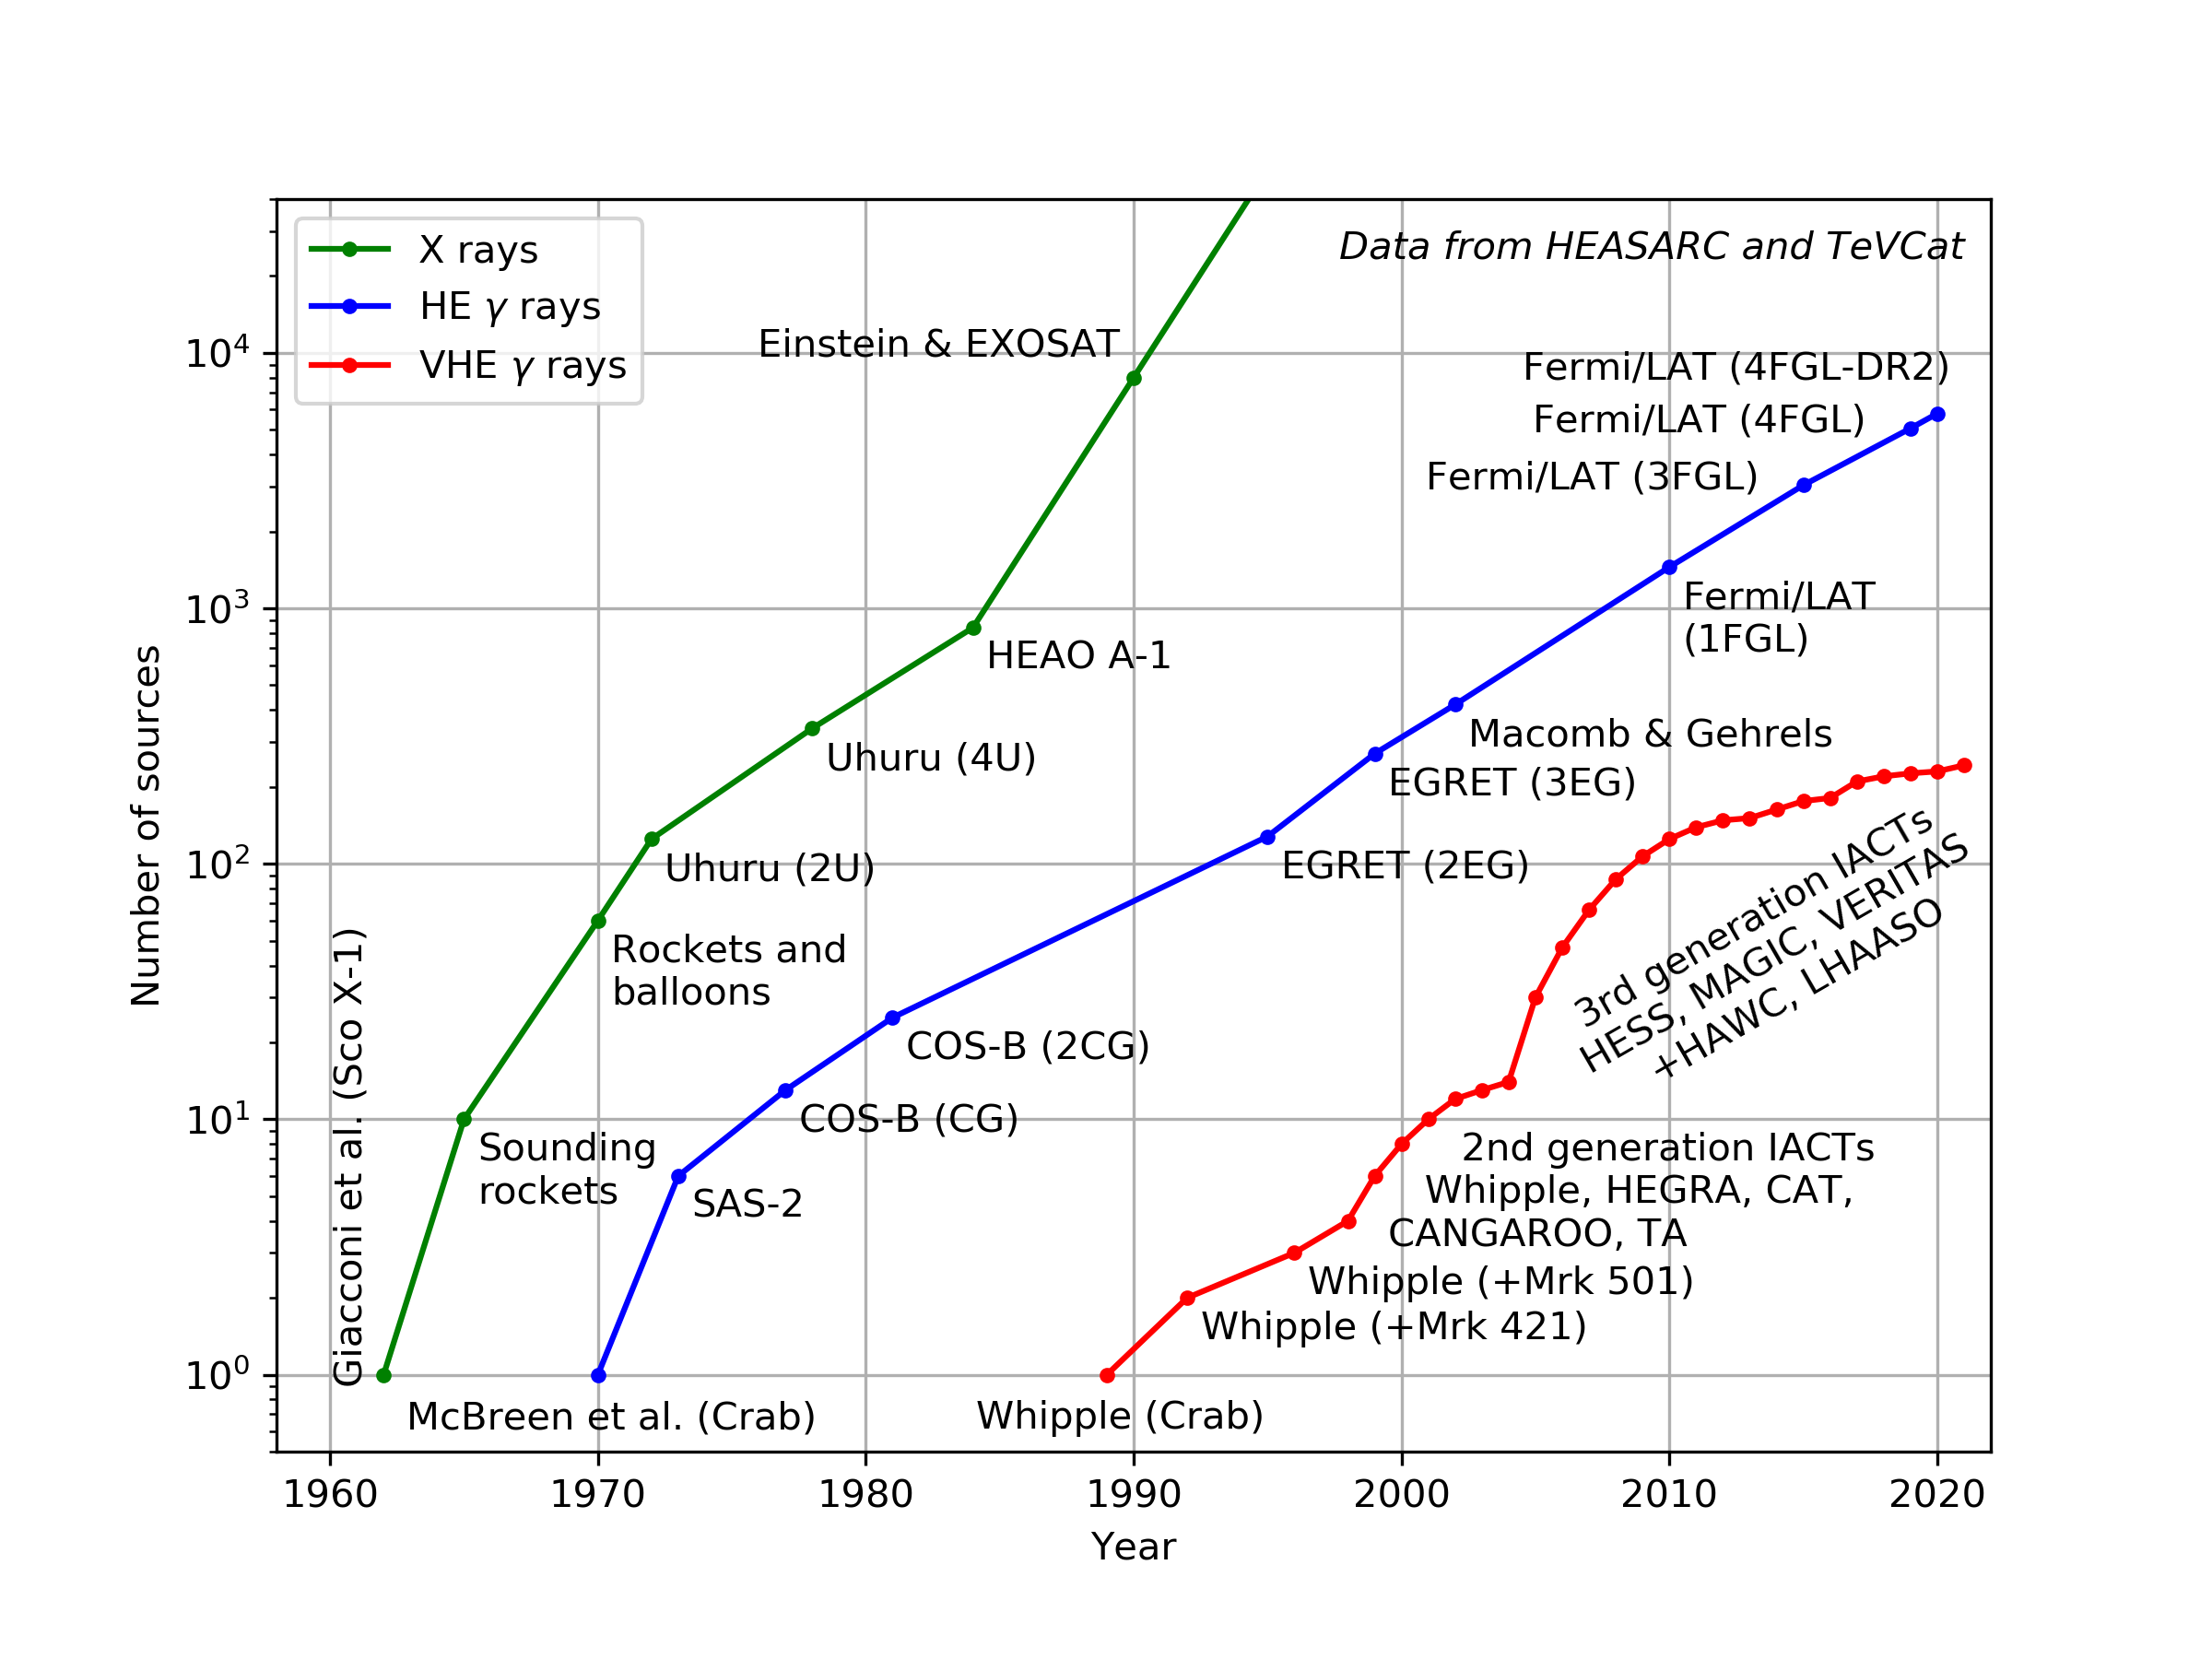 X rays
HE γ rays
VHE γ rays
Data from HEASARC and TeVCat
Einstein & EXOSAT
Fermi/LAT (4FGL-DR2)
Fermi/LAT (4FGL)
Fermi/LAT (3FGL)
Fermi/LAT
(1FGL)
HEAO A-1
Macomb & Gehrels
Uhuru (4U)
EGRET (3EG)
Uhuru (2U)
EGRET (2EG)
Rockets and
balloons
3rd generation IACTs
HESS, MAGIC, VERITAS
+HAWC, LHAASO
Giacconi et al. (Sco X-1)
COS-B (2CG)
COS-B (CG)
Sounding
rockets
SAS-2
2nd generation IACTs
Whipple, HEGRA, CAT,
CANGAROO, TA
Whipple (+Mrk 501)
Whipple (+Mrk 421)
McBreen et al. (Crab)
Whipple (Crab)
10⁴
10³
10²
10¹
10⁰
Number of sources
1960 1970 1980 1990 2000 2010 2020
Year